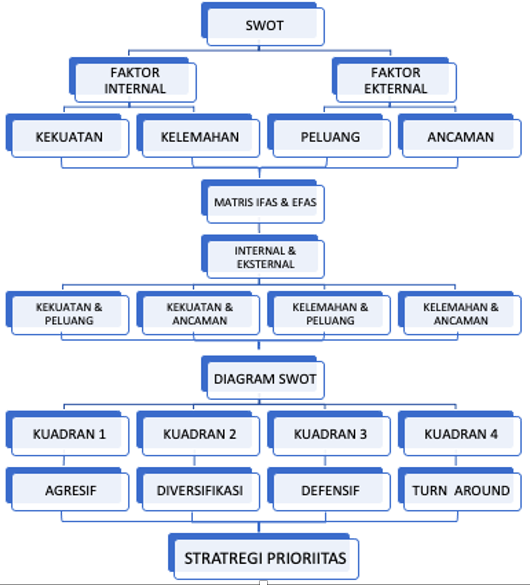 SWOT
FAKTOR
INTERNAL
FAKTOR
EKTERNAL
KEKUATAN
KELEMAHAN
PELUANG
ANCAMAN
MATRIS IFAS & EFAS
INTERNAL &
EKSTERNAL
KEKUATAN &
PELUANG
KEKUATAN &
ANCAMAN
KELEMAHAN &
PELUANG
KELEMAHAN &
ANCAMAN
DIAGRAM SWOT
KUADRAN 1
KUADRAN 2
KUADRAN 3
KUADRAN 4
AGRESIF
DIVERSIFIKASI
DEFENSIF
TURN AROUND
STRATREGI PRIORIITAS